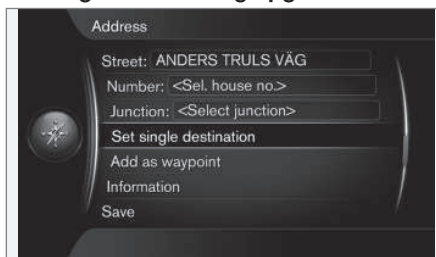 Address
Street: ANDERS TRULS VÄG
Number: <Sel. house no.>
Junction: <Select junction>
Set single destination
Add as waypoint
Information
Save